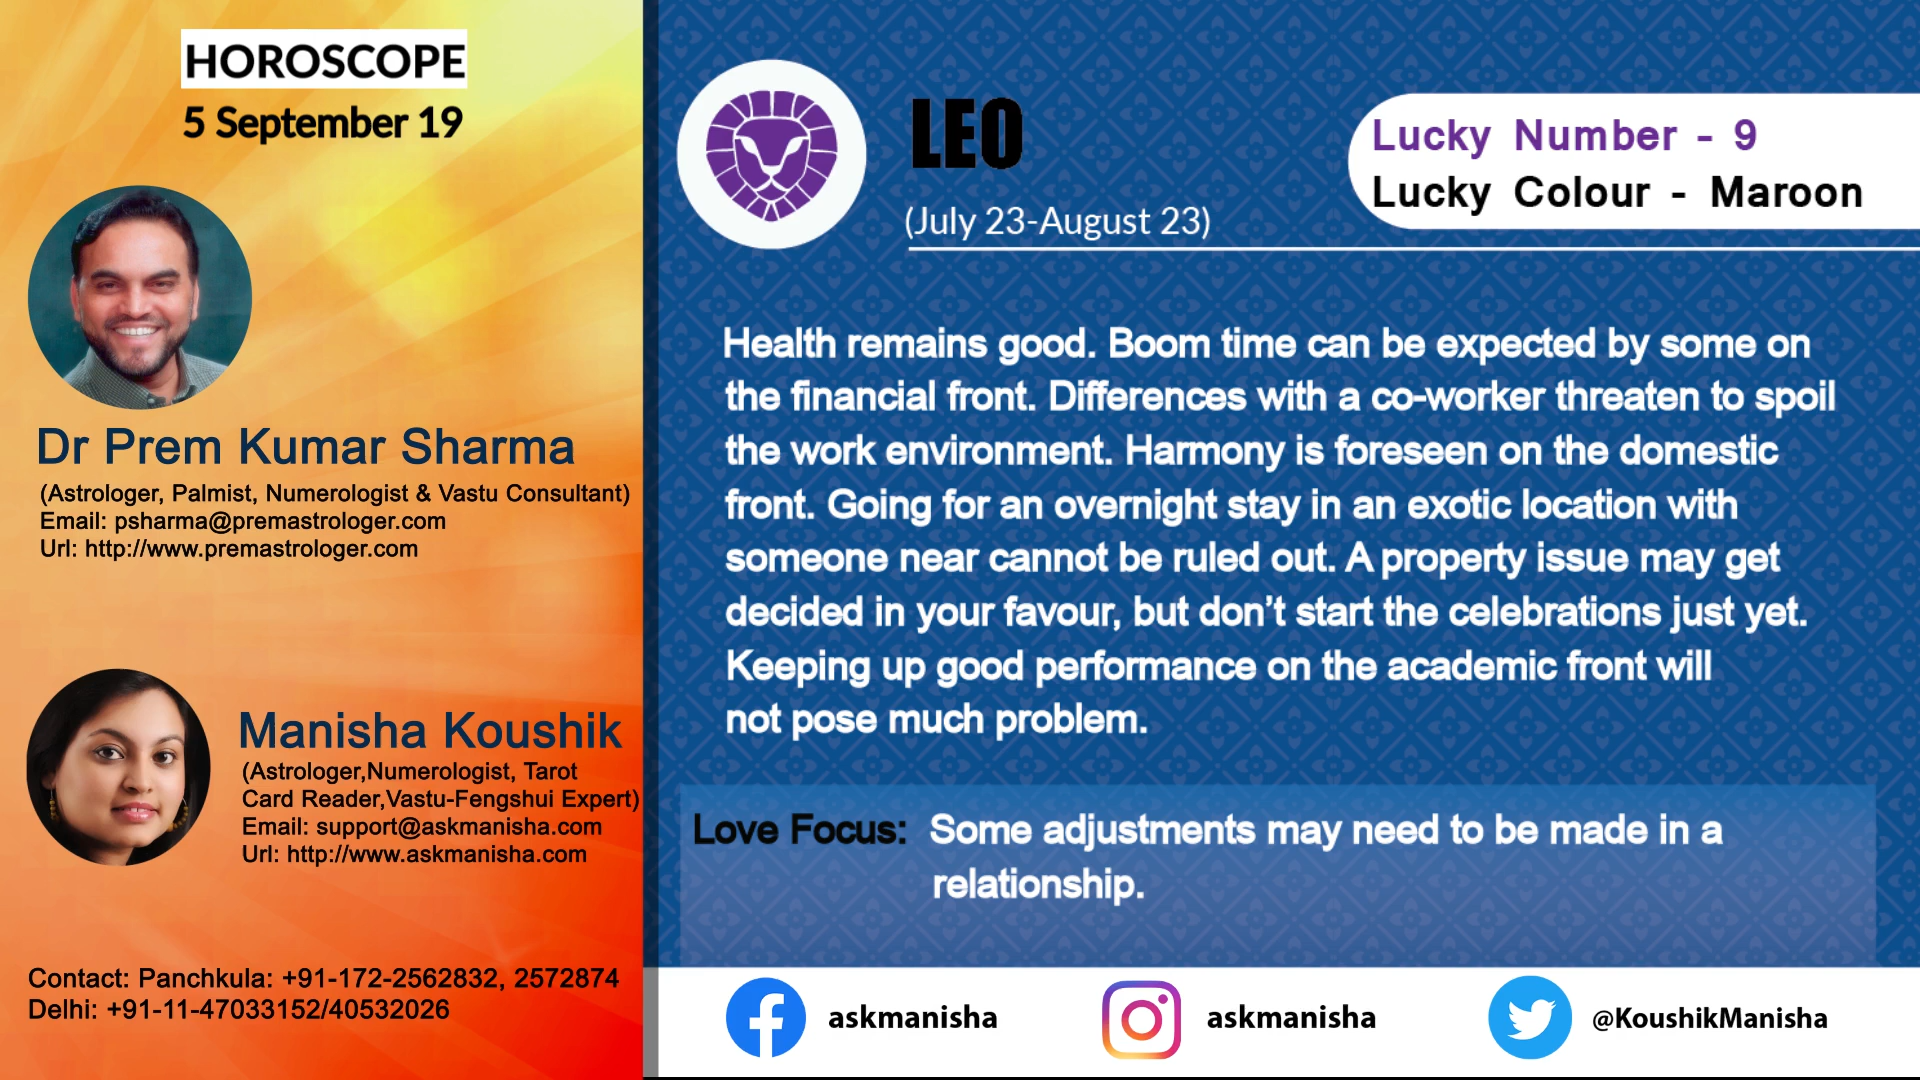 HOROSCOPE
5 September 19
Dr Prem Kumar Sharma
(Astrologer, Palmist, Numerologist & Vastu Consultant)
Email: psharma@premastrologer.com
Url: http://www.premastrologer.com
Manisha Koushik
(Astrologer,Numerologist, Tarot
Card Reader,Vastu-Fengshui Expert)
Email: support@askmanisha.com
Url: http://www.askmanisha.com
Contact: Panchkula: +91-172-2562832, 2572874
Delhi: +91-11-47033152/40532026
LEO
(July 23-August 23)
Lucky Number - 9
Lucky Colour - Maroon
Health remains good. Boom time can be expected by some on
the financial front. Differences with a co-worker threaten to spoil
the work environment. Harmony is foreseen on the domestic
front. Going for an overnight stay in an exotic location with
someone near cannot be ruled out. A property issue may get
decided in your favour, but don’t start the celebrations just yet.
Keeping up good performance on the academic front will
not pose much problem.
Love Focus: Some adjustments may need to be made in a
relationship.
askmanisha
askmanisha
@KoushikManisha